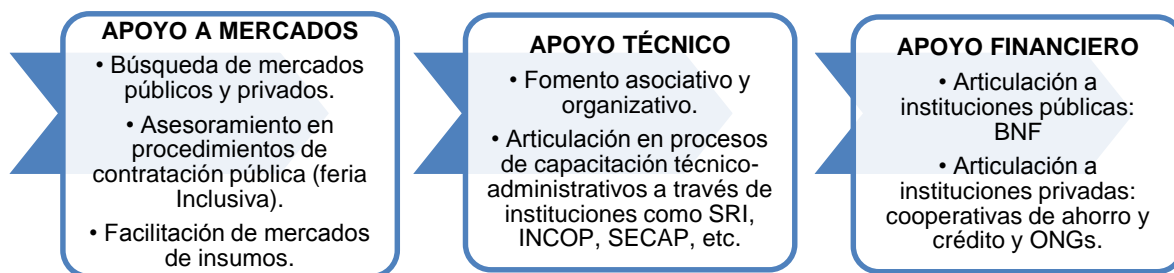 APOYO A MERCADOS
• Búsqueda de mercados
públicos y privados.
• Asesoramiento en
procedimientos de
contratación pública (feria
Inclusiva).
• Facilitación de mercados
de insumos.
APOYO TÉCNICO
• Fomento asociativo y
organizativo.
• Articulación en procesos
de capacitación técnico-
administrativos a través de
instituciones como SRI,
INCOP, SECAP, etc.
APOYO FINANCIERO
• Articulación a
instituciones públicas:
BNF
• Articulación a
instituciones privadas:
cooperativas de ahorro y
crédito y ONGs.